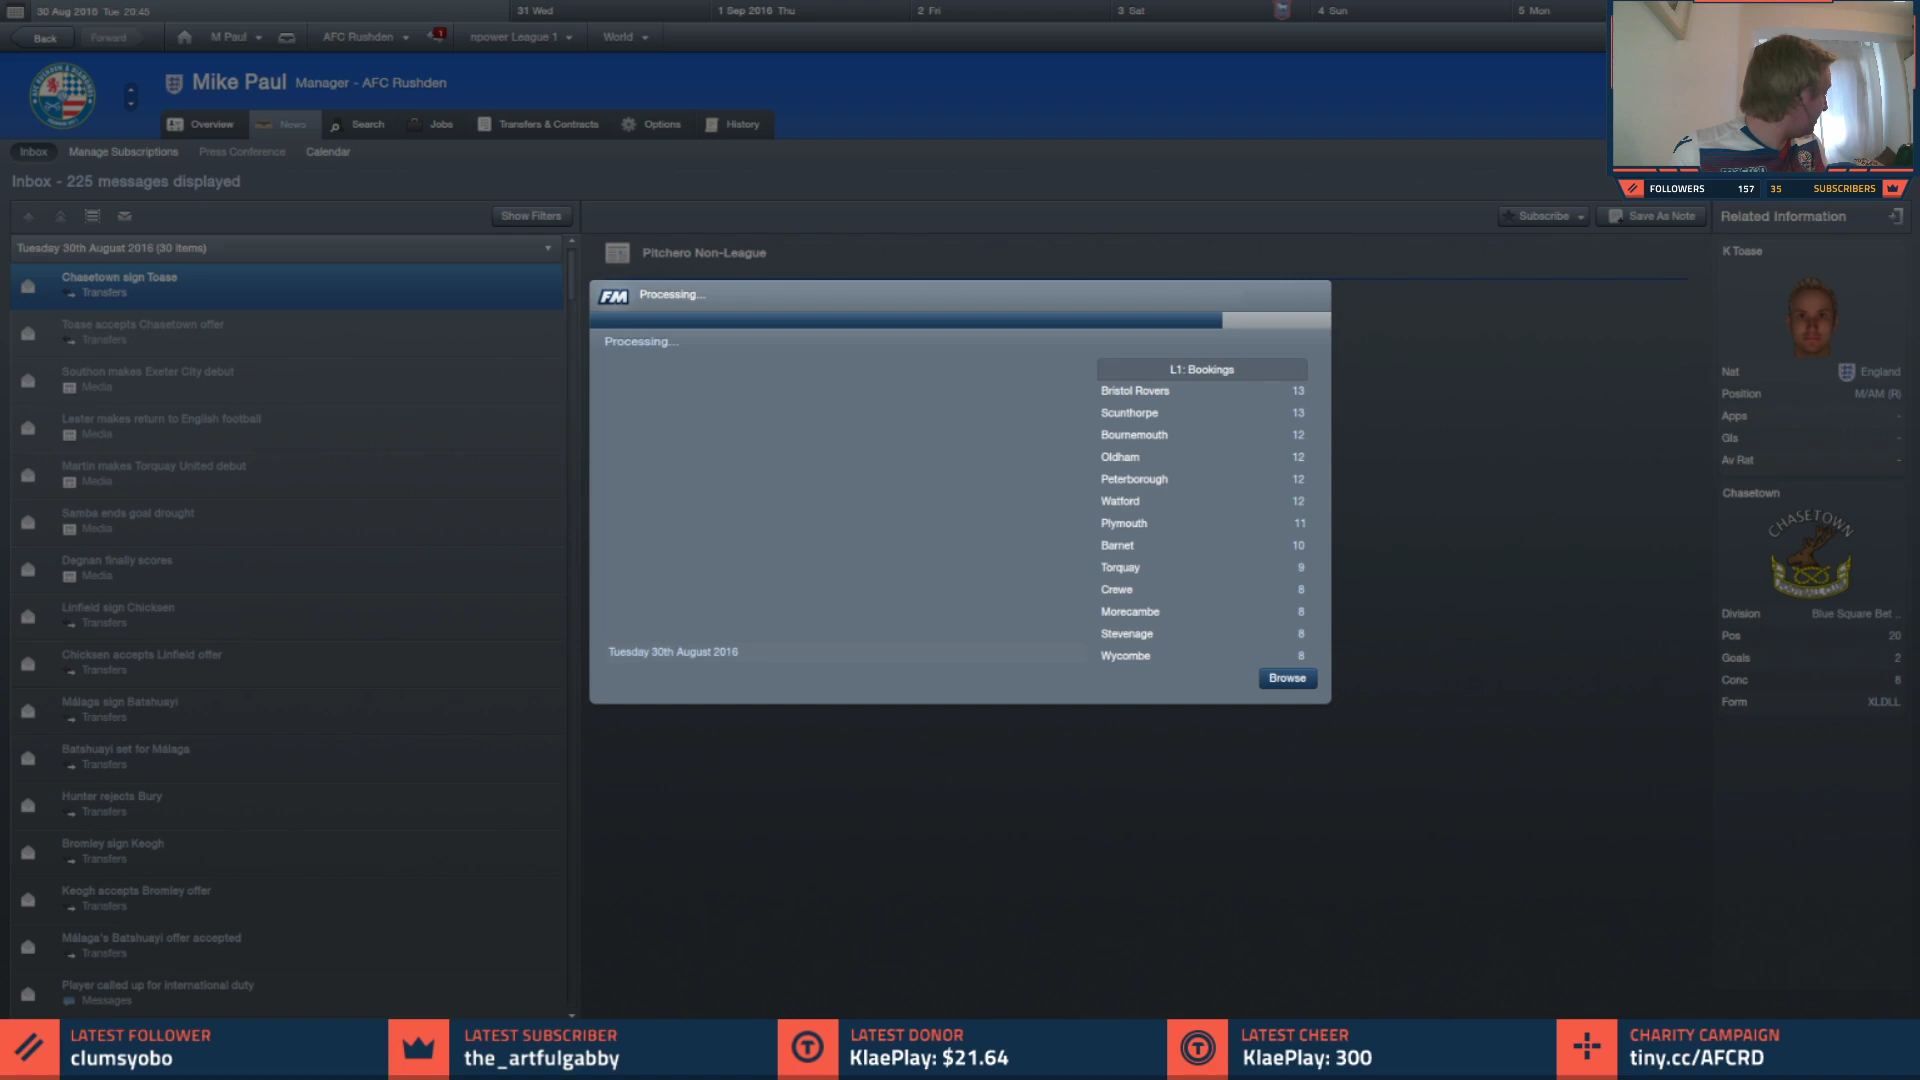 30 Aug 2016 Tue 20:45
31 Wed
1 Sep 2016 Thu
2 Fri
3 Sat
4 Sun
5 Mon
Back
Forward
M Paul
AFC Rushden
1
npower League 1
World
Mike Paul Manager - AFC Rushden
Overview
News
Search
Jobs
Transfers & Contracts
Options
History
Inbox
Manage Subscriptions
Press Conference
Calendar
FOLLOWERS 157
35 SUBSCRIBERS
Inbox - 225 messages displayed
Show Filters
Subscribe
Save As Note
Related Information
Tuesday 30th August 2016 (30 items)
Chasetown sign Toase
Transfers
Toase accepts Chasetown offer
Transfers
Southon makes Exeter City debut
Media
Lester makes return to English football
Media
Martin makes Torquay United debut
Media
Samba ends goal drought
Media
Degnan finally scores
Media
Linfield sign Chicksen
Transfers
Chicksen accepts Linfield offer
Transfers
Málaga sign Batshuayi
Transfers
Batshuayi set for Málaga
Transfers
Hunter rejects Bury
Transfers
Bromley sign Keogh
Transfers
Keogh accepts Bromley offer
Transfers
Málaga's Batshuayi offer accepted
Transfers
Player called up for international duty
Messages
Pitchero Non-League
FM Processing...
Processing...
L1: Bookings
Bristol Rovers 13
Scunthorpe 13
Bournemouth 12
Oldham 12
Peterborough 12
Watford 12
Plymouth 11
Barnet 10
Torquay 9
Crewe 8
Morecambe 8
Stevenage 8
Wycombe 8
Tuesday 30th August 2016
Browse
K Toase
Nat England
Position M/AM (R)
Apps -
Gls -
Av Rat -
Chasetown
CHASETOWN
FOOTBALL CLUB
Division Blue Square Bet ..
Pos 20
Goals 2
Conc 8
Form XLDLL
LATEST FOLLOWER
clumsyobo
LATEST SUBSCRIBER
the_artfulgabby
LATEST DONOR
KlaePlay: $21.64
LATEST CHEER
KlaePlay: 300
CHARITY CAMPAIGN
tiny.cc/AFCRD